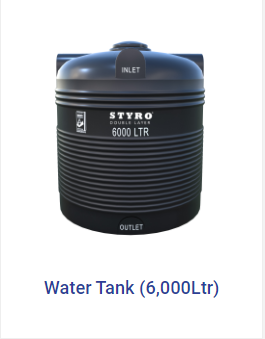 INLET
STYRO
DOUBLE LAYER
6000 LTR
OUTLET
Water Tank (6,000Ltr)